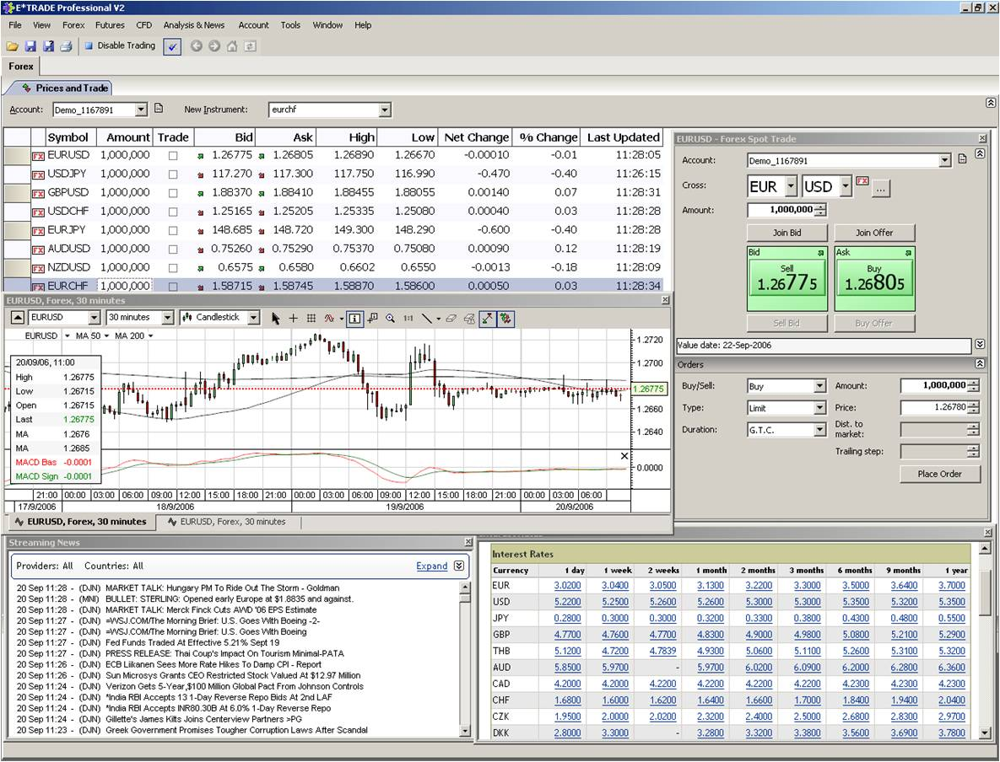 E*TRADE Professional V2
File View Forex Futures CFD Analysis & News Account Tools Window Help
Disable Trading
Forex
Prices and Trade
Account: Demo_1167891 New Instrument: eurchf
Symbol Amount Trade Bid Ask High Low Net Change % Change Last Updated
FX EURUSD 1,000,000 1.26775 1.26805 1.26890 1.26670 -0.00010 -0.01 11:28:05
FX USDJPY 1,000,000 117.270 117.300 117.750 116.990 -0.470 -0.40 11:26:15
FX GBPUSD 1,000,000 1.88370 1.88410 1.88455 1.88055 0.00140 0.07 11:28:31
FX USDCHF 1,000,000 1.25165 1.25205 1.25335 1.25080 0.00040 0.03 11:28:28
FX EURJPY 1,000,000 148.685 148.720 149.300 148.290 -0.600 -0.40 11:28:28
FX AUDUSD 1,000,000 0.75260 0.75290 0.75370 0.75080 0.00090 0.12 11:28:19
FX NZDUSD 1,000,000 0.6575 0.6580 0.6602 0.6550 -0.0013 -0.18 11:28:09
FX EURCHF 1,000,000 1.58715 1.58745 1.58870 1.58600 0.00050 0.03 11:28:34
EURUSD - Forex Spot Trade
Account: Demo_1167891
Cross: EUR USD FX ...
Amount: 1,000,000
Join Bid Join Offer
Bid Ask
Sell Buy
1.26775 1.26805
Sell Bid Buy Offer
Value date: 22-Sep-2006
Orders
Buy/Sell: Buy Amount: 1,000,000
Type: Limit Price: 1.26780
Duration: G.T.C. Dist. to
market:
Trailing step:
Place Order
EURUSD, Forex, 30 minutes
EURUSD 30 minutes Candlestick 1:1
EURUSD MA 50 MA 200
20/09/06, 11:00
High 1.26775
Low 1.26715
Open 1.26715
Last 1.26775
MA 1.2676
MA 1.2685
MACD Bas -0.0001
MACD Sign -0.0001
1.2720
1.2700
1.26775
1.2660
1.2640
0.0000
21:00 00:00 03:00 06:00 09:00 12:00 15:00 18:00 21:00 00:00 03:00 06:00 09:00 12:00 15:00 18:00 21:00 00:00 03:00 06:00
17/9/2006 18/9/2006 19/9/2006 20/9/2006
EURUSD, Forex, 30 minutes EURUSD, Forex, 30 minutes
Streaming News
Providers: All Countries: All Expand
20 Sep 11:28 - (DJN) MARKET TALK: Hungary PM To Ride Out The Storm - Goldman
20 Sep 11:28 - (MNI) BULLET: STERLING: Opened early Europe at $1.8835 and against.
20 Sep 11:28 - (DJN) MARKET TALK: Merck Finck Cuts AWD '06 EPS Estimate
20 Sep 11:27 - (DJN) =WSJ.COM/The Morning Brief: U.S. Goes With Boeing -2-
20 Sep 11:27 - (DJN) =WSJ.COM/The Morning Brief: U.S. Goes With Boeing
20 Sep 11:27 - (DJN) Fed Funds Traded At Effective 5.21% Sept 19
20 Sep 11:27 - (DJN) PRESS RELEASE: Thai Coup's Impact On Tourism Minimal-PATA
20 Sep 11:26 - (DJN) ECB Liikanen Sees More Rate Hikes To Damp CPI - Report
20 Sep 11:26 - (DJN) Sun Microsys Grants CEO Restricted Stock Valued At $12.97 Million
20 Sep 11:24 - (DJN) Verizon Gets 5-Year,$100 Million Global Pact From Johnson Controls
20 Sep 11:24 - (DJN) *India RBI Accepts 13 1-Day Reverse Repo Bids At 2nd LAF
20 Sep 11:24 - (DJN) *India RBI Accepts INR80.30B At 6.0% 1-Day Reverse Repo
20 Sep 11:24 - (DJN) Gillette's James Kilts Joins Centerview Partners >PG
20 Sep 11:23 - (DJN) Greek Government Promises Tougher Corruption Laws After Scandal
Interest Rates
Currency 1 day 1 week 2 weeks 1 month 2 months 3 months 6 months 9 months 1 year
EUR 3.0200 3.0400 3.0500 3.1300 3.2200 3.3000 3.5000 3.6400 3.7000
USD 5.2200 5.2500 5.2600 5.2600 5.3000 5.3000 5.3500 5.3200 5.3500
JPY 0.2800 0.3000 0.3000 0.3200 0.3300 0.3800 0.4300 0.4800 0.5500
GBP 4.7700 4.7600 4.7700 4.8300 4.9000 4.9800 5.0800 5.2100 5.2900
THB 5.1200 4.7200 4.7839 4.9300 5.0600 5.1100 5.2600 5.3100 5.3200
AUD 5.8500 5.9700 - 5.9700 6.0200 6.0900 6.2000 6.2800 6.3600
CAD 4.2000 4.2200 4.2200 4.2200 4.2200 4.2300 4.2300 4.2300 4.2300
CHF 1.6800 1.6000 1.6200 1.6400 1.6600 1.7000 1.8400 1.9400 2.0400
CZK 1.9500 2.0000 2.0200 2.3200 2.4000 2.5000 2.6800 2.8300 2.9700
DKK 2.8000 3.3000 - 3.2800 3.3200 3.3800 3.5600 3.6900 3.7800